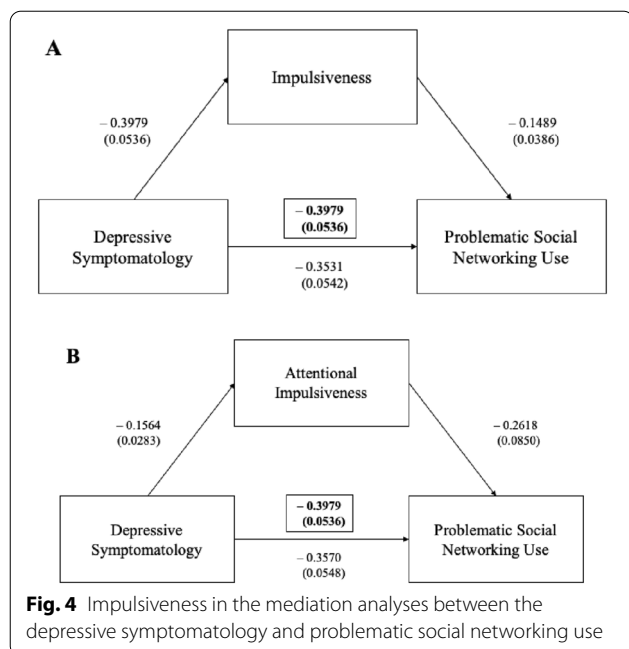 A
Impulsiveness
− 0.3979
(0.0536)
− 0.1489
(0.0386)
Depressive
Symptomatology
− 0.3979
(0.0536)
− 0.3531
(0.0542)
Problematic Social
Networking Use
B
Attentional
Impulsiveness
− 0.1564
(0.0283)
− 0.2618
(0.0850)
Depressive
Symptomatology
− 0.3979
(0.0536)
− 0.3570
(0.0548)
Problematic Social
Networking Use
Fig. 4 Impulsiveness in the mediation analyses between the
depressive symptomatology and problematic social networking use